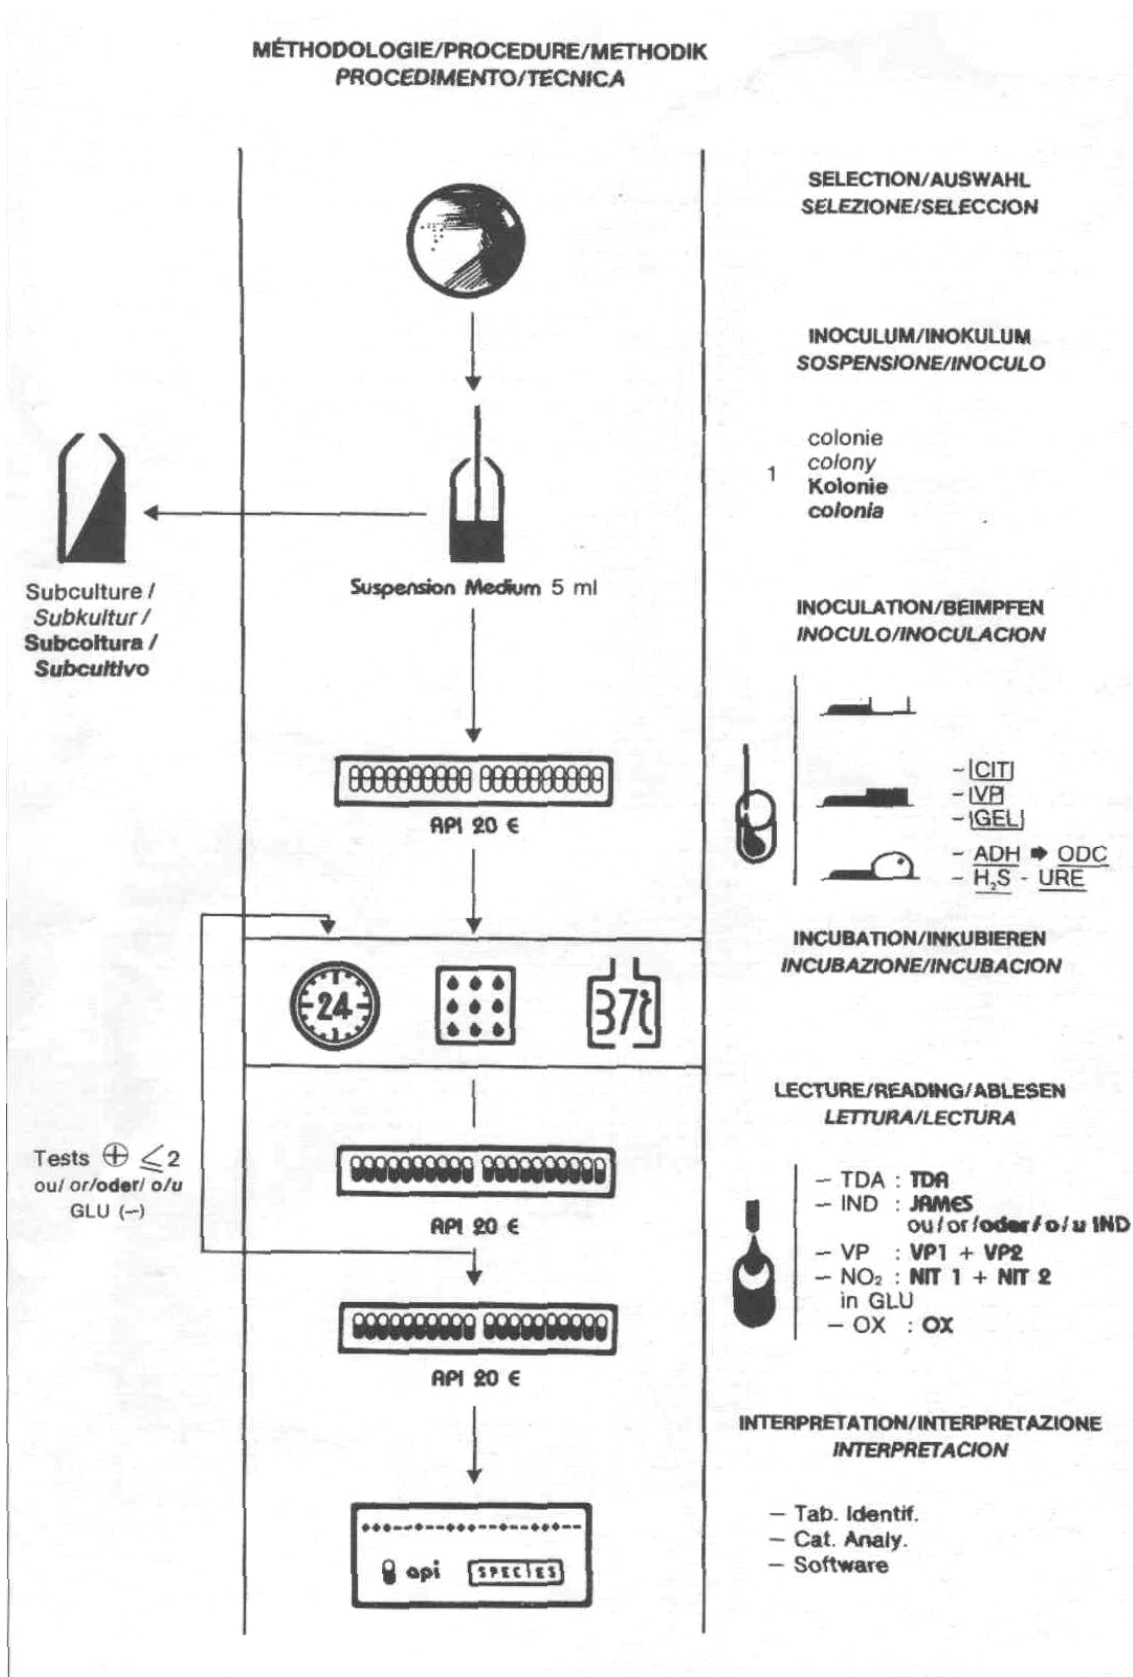 MÉTHODOLOGIE/PROCEDURE/METHODIK
PROCEDIMENTO/TECNICA
SELECTION/AUSWAHL
SELEZIONE/SELECCION
INOCULUM/INOKULUM
SOSPENSIONE/INOCULO
1
colonie
colony
Kolonie
colonia
Suspension Medium 5 ml
Subculture /
Subkultur /
Subcoltura /
Subcultivo
INOCULATION/BEIMPFEN
INOCULO/INOCULACION
– |CIT|
– |VP|
– |GEL|
– ADH ➡ ODC
– H₂S - URE
API 20 E
INCUBATION/INKUBIEREN
INCUBAZIONE/INCUBACION
24
37°C
LECTURE/READING/ABLESEN
LETTURA/LECTURA
Tests ⊕ ≤2
ou/ or/oder/ o/u
GLU (–)
API 20 E
– TDA : TDA
– IND : JAMES
ou/or/oder/o/u IND
– VP : VP1 + VP2
– NO₂ : NIT 1 + NIT 2
in GLU
– OX : OX
API 20 E
INTERPRETATION/INTERPRETAZIONE
INTERPRETACION
– Tab. Identif.
– Cat. Analy.
– Software
api SPECIES